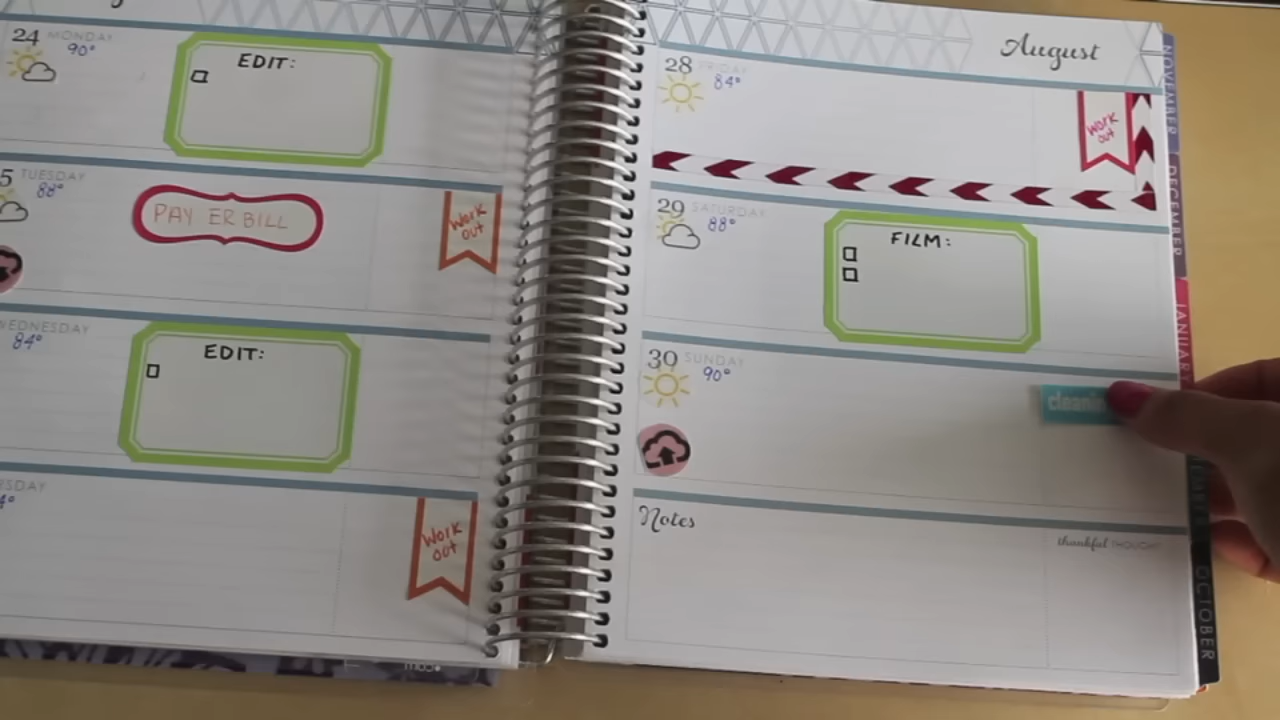 24 MONDAY
90°
EDIT:
5 TUESDAY
88°
PAY ER BILL
Work
out
WEDNESDAY
84°
EDIT:
Work
out
August
28 FRIDAY
84°
Work
out
29 SATURDAY
88°
FILM:
30 SUNDAY
90°
cleanin
Notes
thankful THOUGHT
NOVEMBER
DECEMBER
JANUARY
OCTOBER